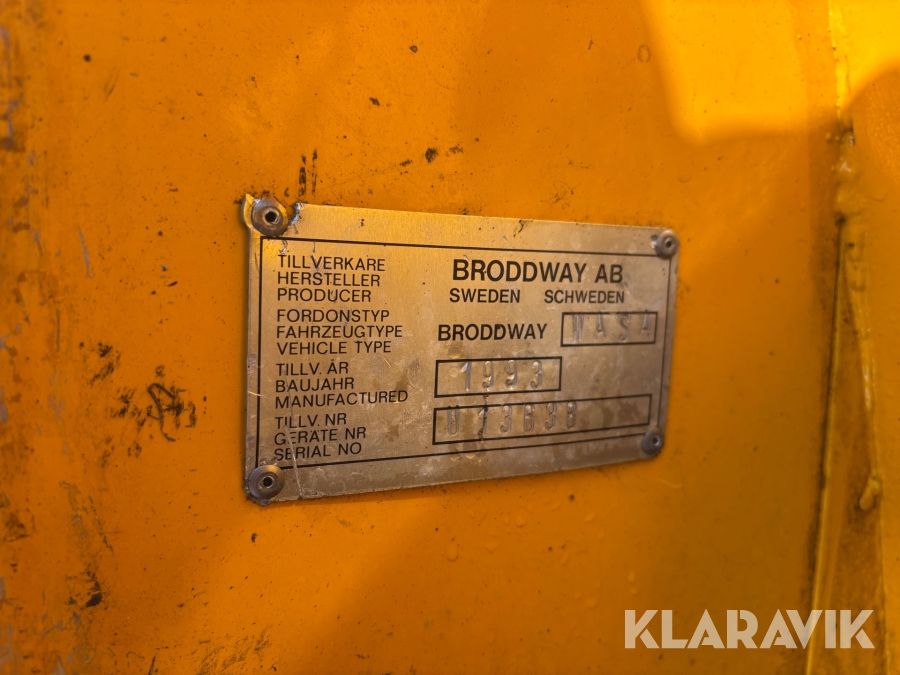 TILLVERKARE
HERSTELLER
PRODUCER
BRODDWAY AB
SWEDEN SCHWEDEN
FORDONSTYP
FAHRZEUGTYPE
VEHICLE TYPE
BRODDWAY WASA
TILLV. ÅR
BAUJAHR
MANUFACTURED
1993
TILLV. NR
GERÄTE NR
SERIAL NO
KLARAVIK